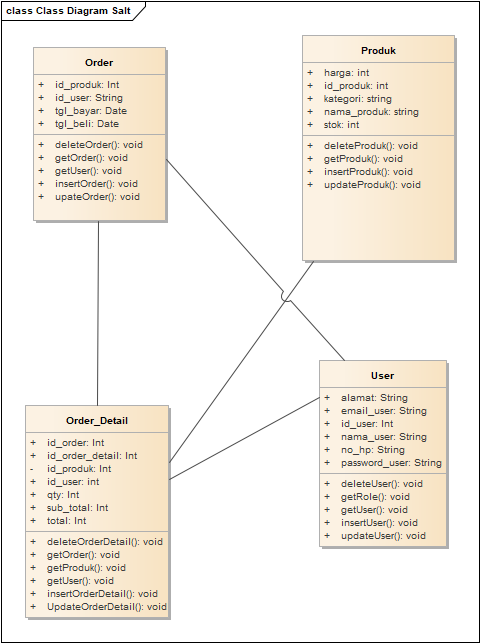 class Class Diagram Salt
Order
+ id_produk: Int
+ id_user: String
+ tgl_bayar: Date
+ tgl_beli: Date
+ deleteOrder(): void
+ getOrder(): void
+ getUser(): void
+ insertOrder(): void
+ upateOrder(): void
Produk
+ harga: int
+ id_produk: int
+ kategori: string
+ nama_produk: string
+ stok: int
+ deleteProduk(): void
+ getProduk(): void
+ insertProduk(): void
+ updateProduk(): void
User
+ alamat: String
+ email_user: String
+ id_user: Int
+ nama_user: String
+ no_hp: String
+ password_user: String
+ deleteUser(): void
+ getRole(): void
+ getUser(): void
+ insertUser(): void
+ updateUser(): void
Order_Detail
+ id_order: Int
+ id_order_detail: Int
- id_produk: Int
+ id_user: int
+ qty: Int
+ sub_total: Int
+ total: Int
+ deleteOrderDetail(): void
+ getOrder(): void
+ getProduk(): void
+ getUser(): void
+ insertOrderDetail(): void
+ UpdateOrderDetail(): void